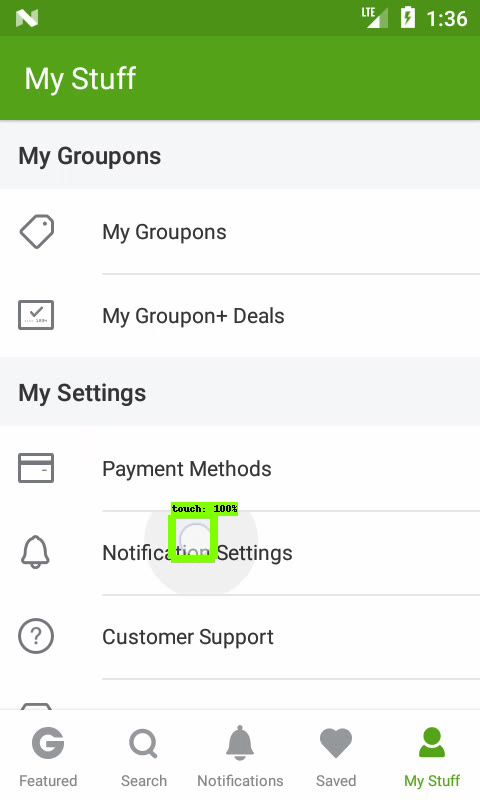 LTE 1:36
My Stuff
My Groupons
My Groupons
My Groupon+ Deals
My Settings
Payment Methods
touch: 100%
Notification Settings
? Customer Support
G
Featured Search Notifications Saved My Stuff